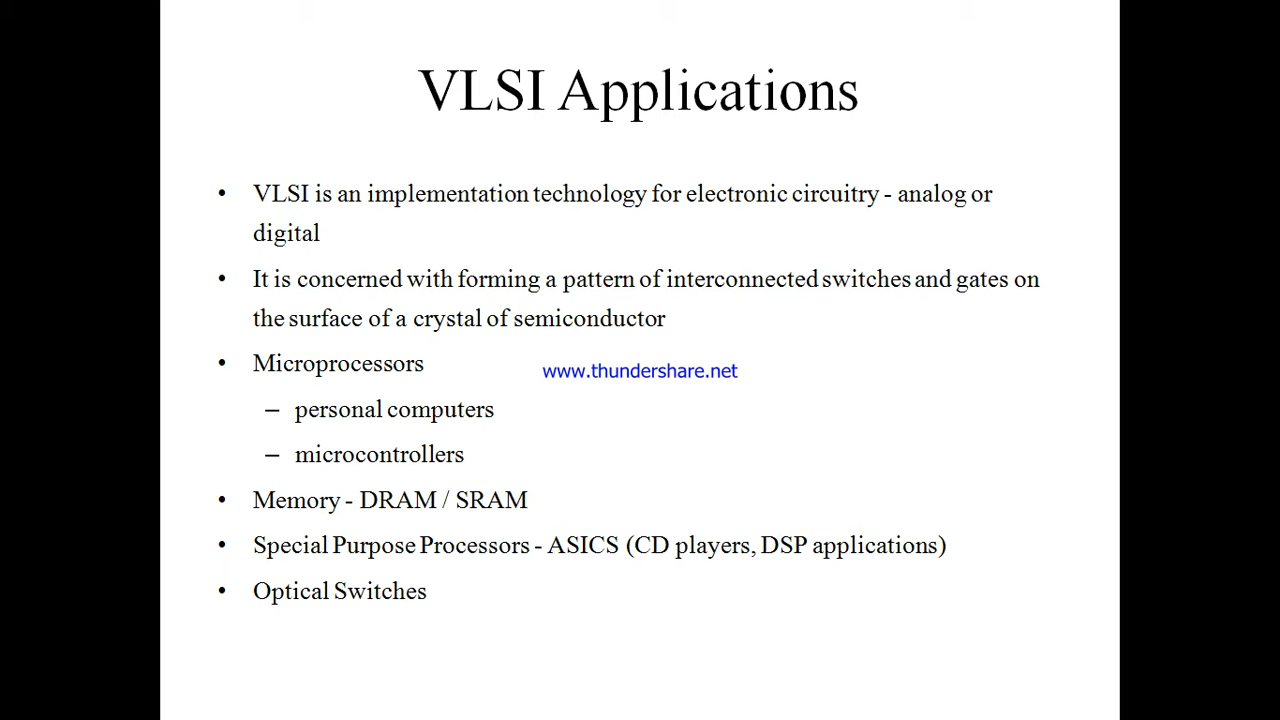 VLSI Applications
• VLSI is an implementation technology for electronic circuitry - analog or
digital
• It is concerned with forming a pattern of interconnected switches and gates on
the surface of a crystal of semiconductor
• Microprocessors
www.thundershare.net
– personal computers
– microcontrollers
• Memory - DRAM / SRAM
• Special Purpose Processors - ASICS (CD players, DSP applications)
• Optical Switches